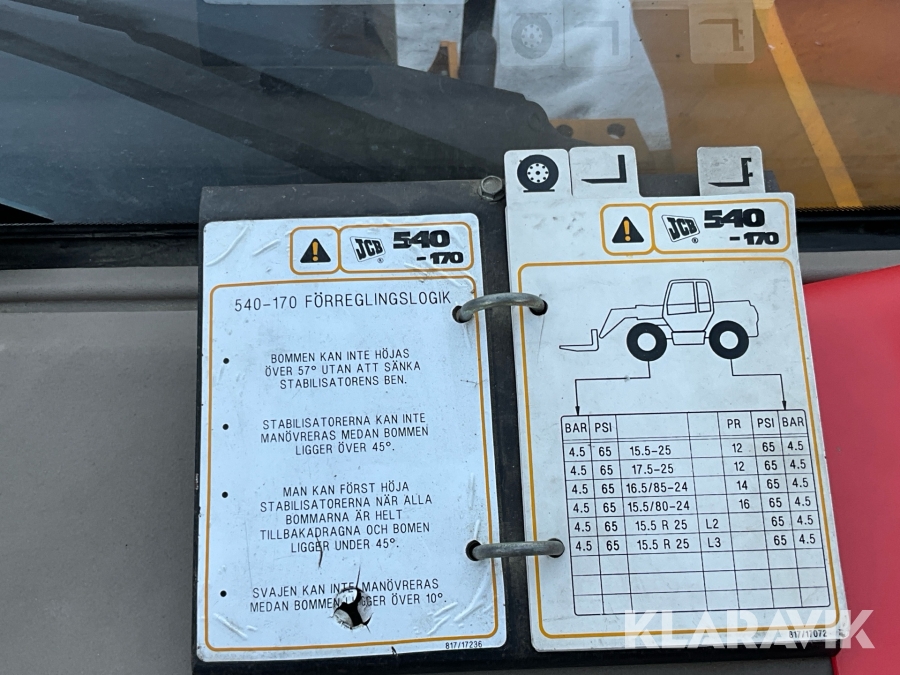 JCB 540
-170
540-170 FÖRREGLINGSLOGIK
• BOMMEN KAN INTE HÖJAS
ÖVER 57° UTAN ATT SÄNKA
STABILISATORENS BEN.
• STABILISATORERNA KAN INTE
MANÖVRERAS MEDAN BOMMEN
LIGGER ÖVER 45°.
• MAN KAN FÖRST HÖJA
STABILISATORERNA NÄR ALLA
BOMMARNA ÄR HELT
TILLBAKADRAGNA OCH BOMEN
LIGGER UNDER 45°.
• SVAJEN KAN INTE MANÖVRERAS
MEDAN BOMMEN LIGGER ÖVER 10°.
817/17236
JCB 540
-170
BAR PSI PR PSI BAR
4.5 65 15.5-25 12 65 4.5
4.5 65 17.5-25 12 65 4.5
4.5 65 16.5/85-24 14 65 4.5
4.5 65 15.5/80-24 16 65 4.5
4.5 65 15.5 R 25 L2 65 4.5
4.5 65 15.5 R 25 L3 65 4.5
817/17072
KLARAVIK